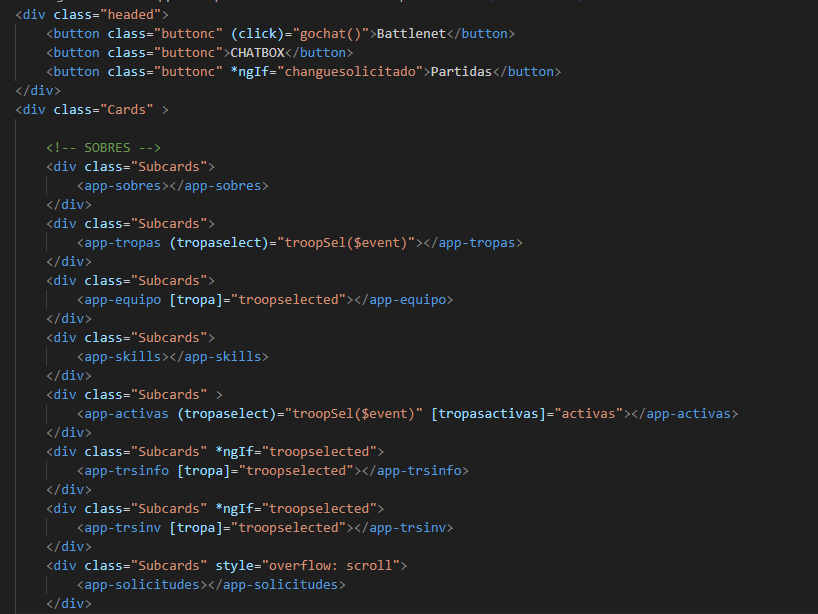 <div class="headed">
<button class="buttonc" (click)="gochat()">Battlenet</button>
<button class="buttonc">CHATBOX</button>
<button class="buttonc" *ngIf="changuesolicitado">Partidas</button>
</div>
<div class="Cards" >
<!-- SOBRES -->
<div class="Subcards">
<app-sobres></app-sobres>
</div>
<div class="Subcards">
<app-tropas (tropaselect)="troopSel($event)"></app-tropas>
</div>
<div class="Subcards">
<app-equipo [tropa]="troopselected"></app-equipo>
</div>
<div class="Subcards">
<app-skills></app-skills>
</div>
<div class="Subcards" >
<app-activas (tropaselect)="troopSel($event)" [tropasactivas]="activas"></app-activas>
</div>
<div class="Subcards" *ngIf="troopselected">
<app-trsinfo [tropa]="troopselected"></app-trsinfo>
</div>
<div class="Subcards" *ngIf="troopselected">
<app-trsinv [tropa]="troopselected"></app-trsinv>
</div>
<div class="Subcards" style="overflow: scroll">
<app-solicitudes></app-solicitudes>
</div>